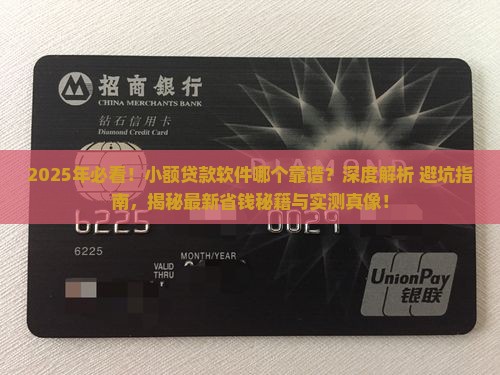 招商銀行
CHINA MERCHANTS BANK
钻石信用卡
Diamond Credit Card
DIAMOND
2025年必看！小额贷款软件哪个靠谱？深度解析 避坑指
南，揭秘最新省钱秘籍与实测真像！
6225 0029
6225
MONTH/YEAR
VALID
THRU
UnionPay
银联